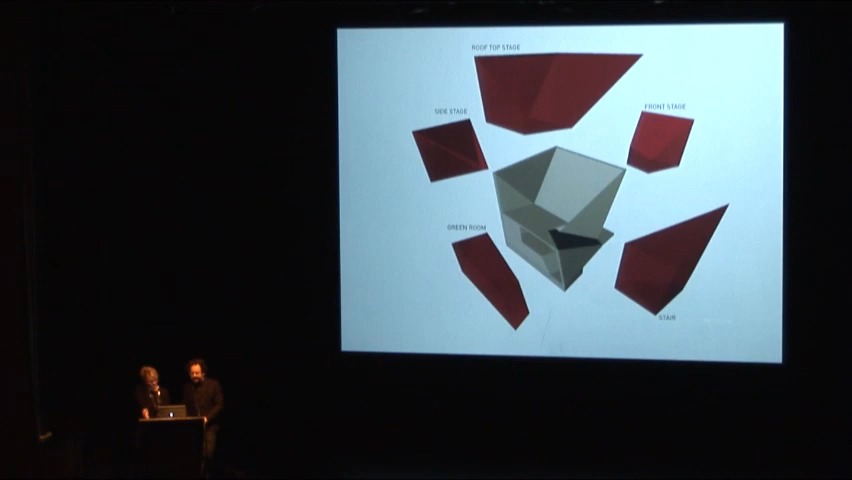 ROOF TOP STAGE
FRONT STAGE
SIDE STAGE
GREEN ROOM
STAIR